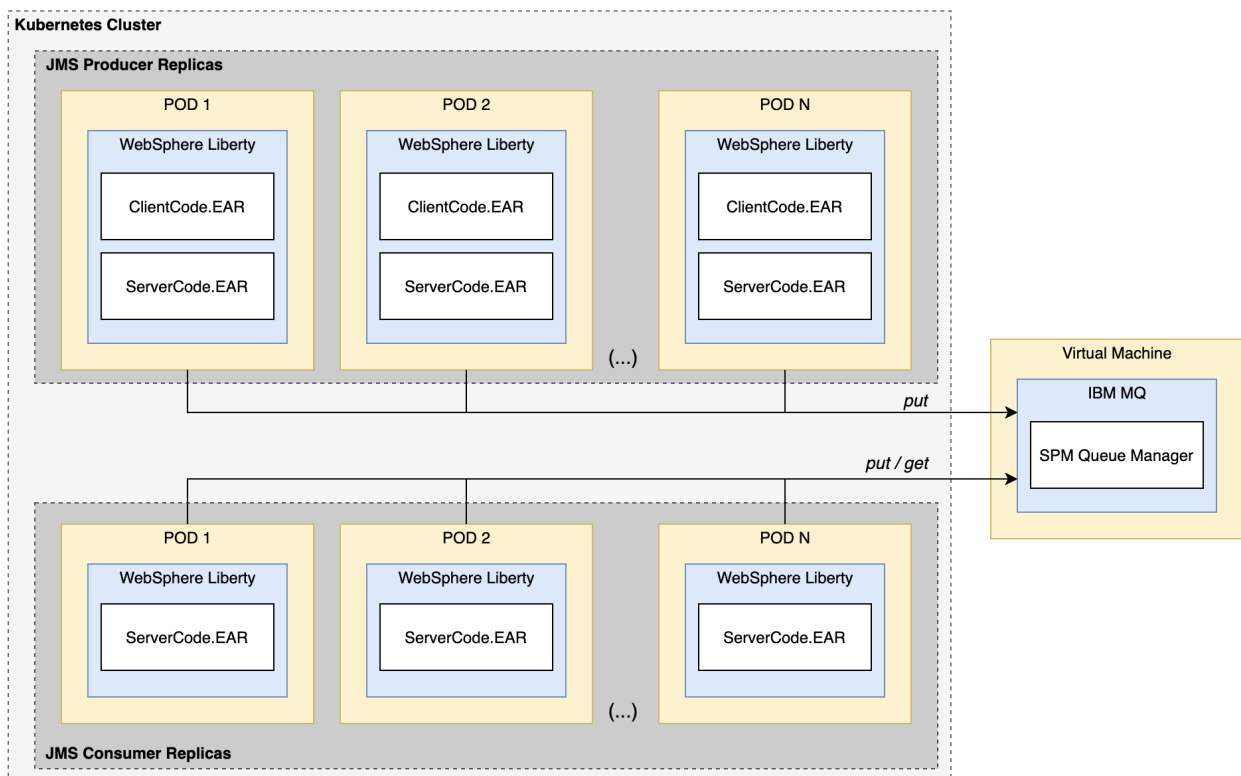 Kubernetes Cluster
JMS Producer Replicas
POD 1
WebSphere Liberty
ClientCode.EAR
ServerCode.EAR
POD 2
WebSphere Liberty
ClientCode.EAR
ServerCode.EAR
(...)
POD N
WebSphere Liberty
ClientCode.EAR
ServerCode.EAR
put
Virtual Machine
IBM MQ
SPM Queue Manager
put / get
POD 1
WebSphere Liberty
ServerCode.EAR
POD 2
WebSphere Liberty
ServerCode.EAR
(...)
POD N
WebSphere Liberty
ServerCode.EAR
JMS Consumer Replicas